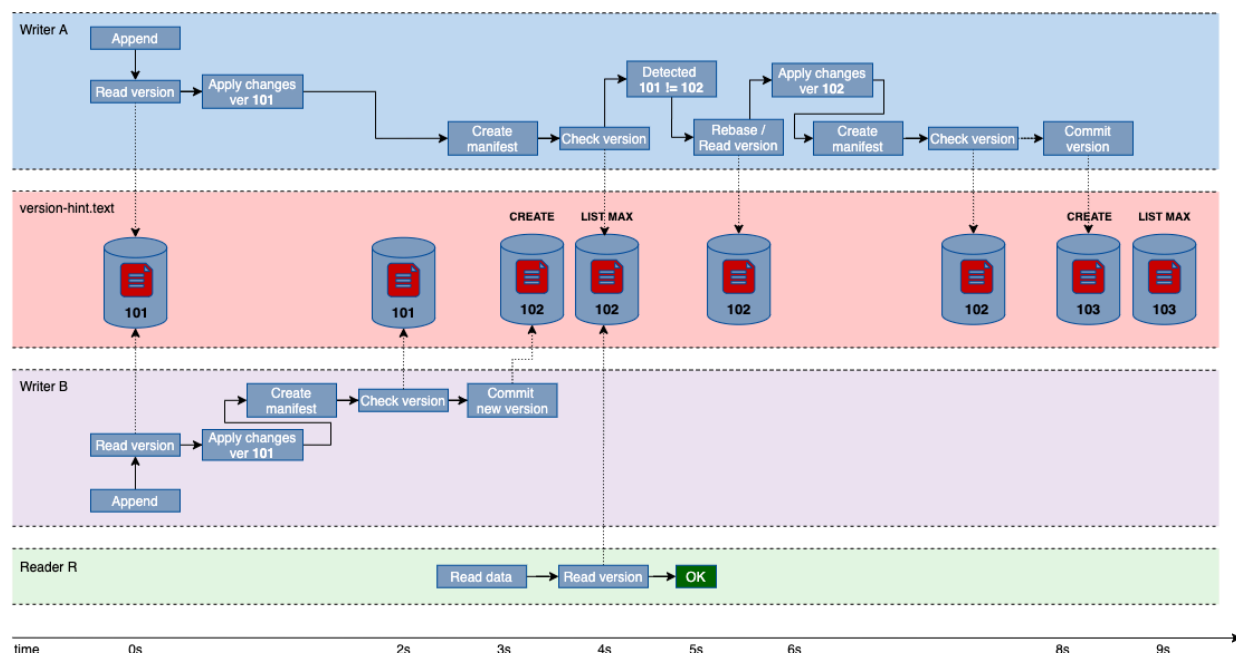 Writer A
Append
Read version
Apply changes
ver 101
Create
manifest
Check version
Detected
101 != 102
Rebase /
Read version
Apply changes
ver 102
Create
manifest
Check version
Commit
version
version-hint.text
CREATE
LIST MAX
CREATE
LIST MAX
101
101
102
102
102
102
103
103
Writer B
Create
manifest
Check version
Commit
new version
Read version
Apply changes
ver 101
Append
Reader R
Read data
Read version
OK
time
0s
2s
3s
4s
5s
6s
8s
9s